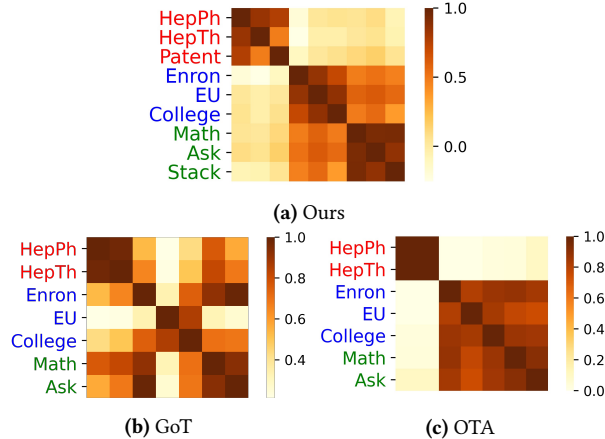 HepPh
HepTh
Patent
Enron
EU
College
Math
Ask
Stack
1.0
0.5
0.0
(a) Ours
HepPh
HepTh
Enron
EU
College
Math
Ask
1.0
0.8
0.6
0.4
(b) GoT
HepPh
HepTh
Enron
EU
College
Math
Ask
1.0
0.8
0.6
0.4
0.2
0.0
(c) OTA